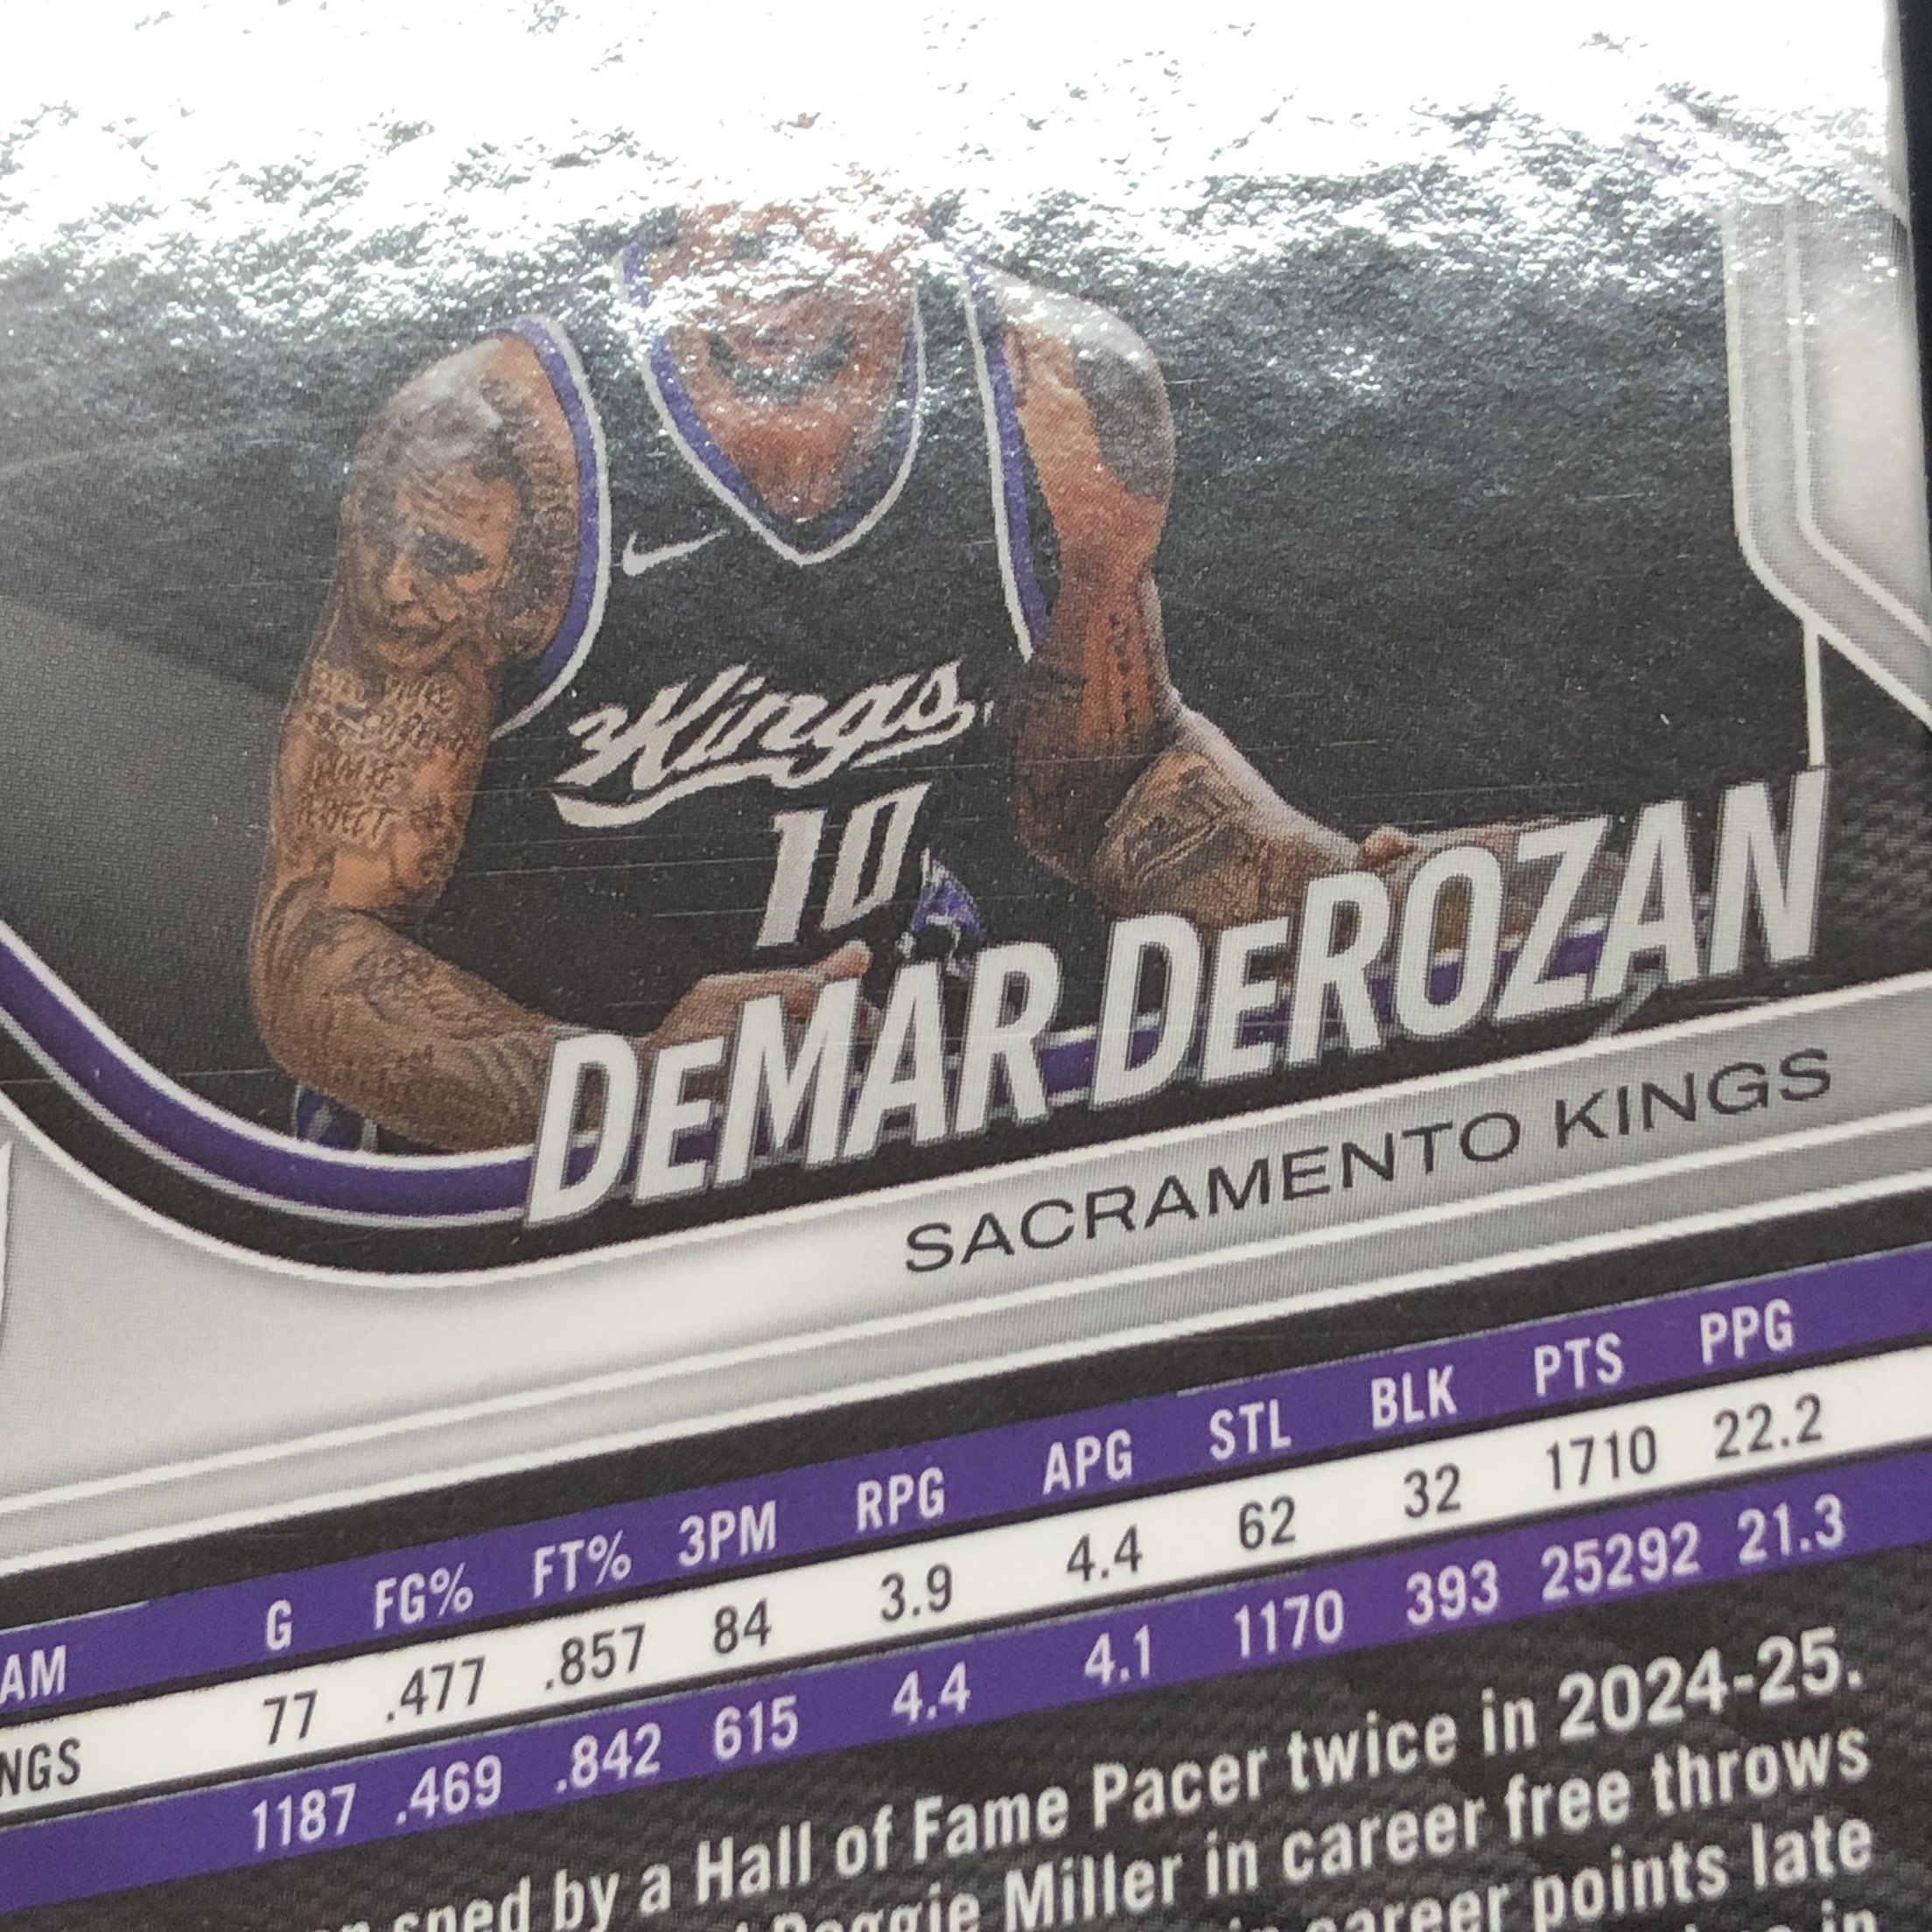 Kings
10
DEMAR DEROZAN
SACRAMENTO KINGS
AM G FG% FT% 3PM RPG APG STL BLK PTS PPG
NGS 77 .477 .857 84 3.9 4.4 62 32 1710 22.2
1187 .469 .842 615 4.4 4.1 1170 393 25292 21.3
by a Hall of Fame Pacer twice in 2024-25.
Miller in career free throws
career points late
in